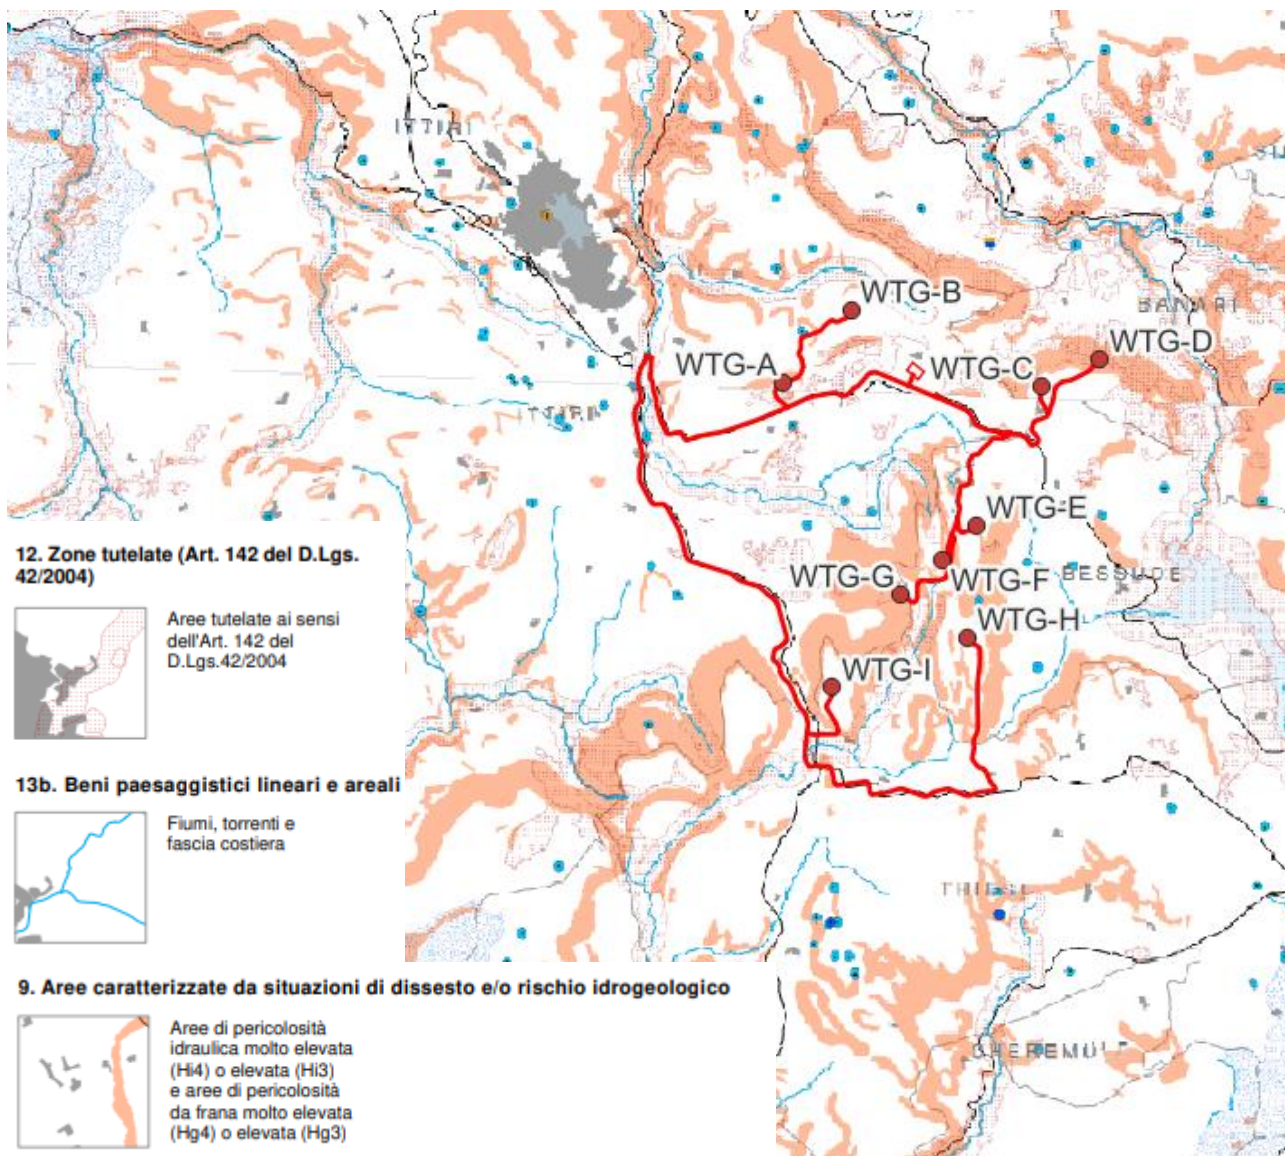 ITTIRI
WTG-B
BANARI
WTG-D
WTG-A
WTG-C
WTG-E
WTG-G
WTG-F
BESSUDE
WTG-H
WTG-I
THIESI
CHEREMULE
12. Zone tutelate (Art. 142 del D.Lgs.
42/2004)
Aree tutelate ai sensi
dell'Art. 142 del
D.Lgs.42/2004
13b. Beni paesaggistici lineari e areali
Fiumi, torrenti e
fascia costiera
9. Aree caratterizzate da situazioni di dissesto e/o rischio idrogeologico
Aree di pericolosità
idraulica molto elevata
(Hi4) o elevata (Hi3)
e aree di pericolosità
da frana molto elevata
(Hg4) o elevata (Hg3)